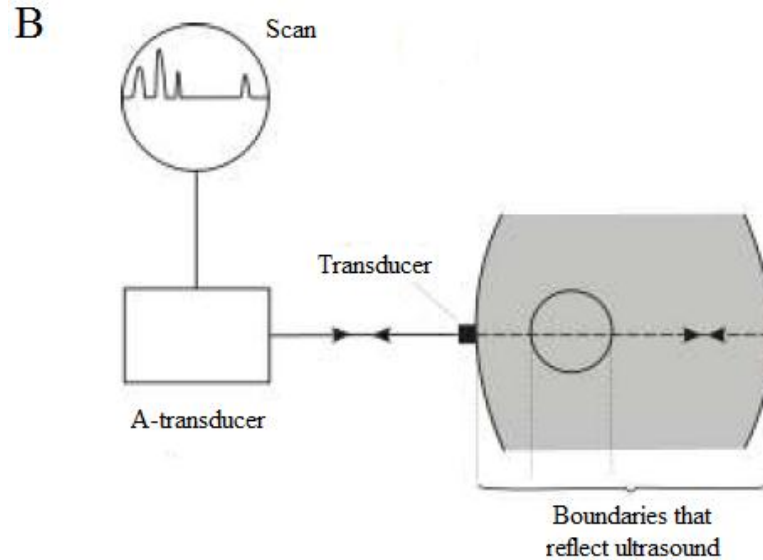 B
Scan
Transducer
A-transducer
Boundaries that
reflect ultrasound